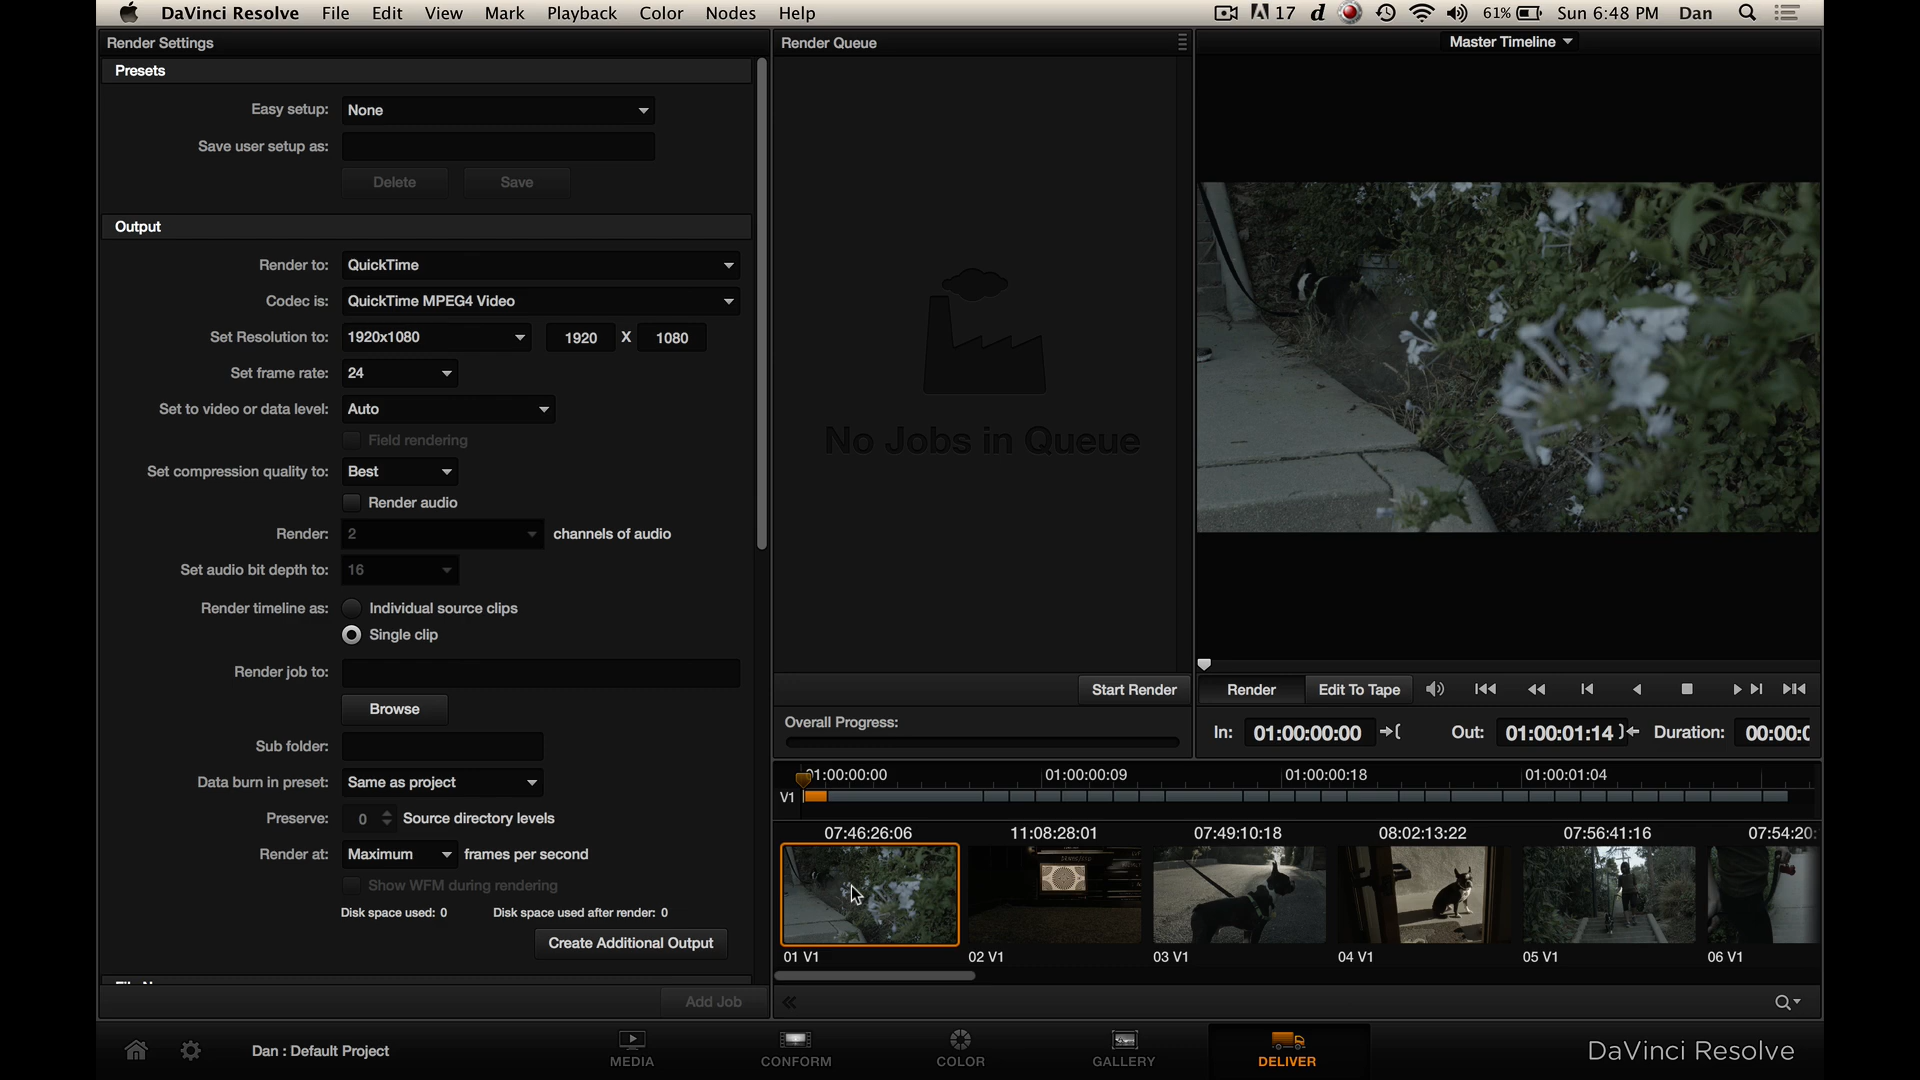 DaVinci Resolve File Edit View Mark Playback Color Nodes Help 17 d 61% Sun 6:48 PM Dan
Render Settings
Presets
Easy setup: None
Save user setup as:
Delete Save
Output
Render to: QuickTime
Codec is: QuickTime MPEG4 Video
Set Resolution to: 1920x1080 1920 X 1080
Set frame rate: 24
Set to video or data level: Auto
Field rendering
Set compression quality to: Best
Render audio
Render: 2 channels of audio
Set audio bit depth to: 16
Render timeline as: Individual source clips
Single clip
Render job to:
Browse
Sub folder:
Data burn in preset: Same as project
Preserve: 0 Source directory levels
Render at: Maximum frames per second
Show WFM during rendering
Disk space used: 0 Disk space used after render: 0
Create Additional Output
Add Job
Render Queue
No Jobs in Queue
Start Render
Overall Progress:
Master Timeline
Render Edit To Tape
In: 01:00:00:00 Out: 01:00:01:14 Duration: 00:00:0
01:00:00:00 01:00:00:09 01:00:00:18 01:00:01:04
V1
07:46:26:06 11:08:28:01 07:49:10:18 08:02:13:22 07:56:41:16 07:54:20:
01 V1 02 V1 03 V1 04 V1 05 V1 06 V1
Dan : Default Project
MEDIA CONFORM COLOR GALLERY DELIVER
DaVinci Resolve